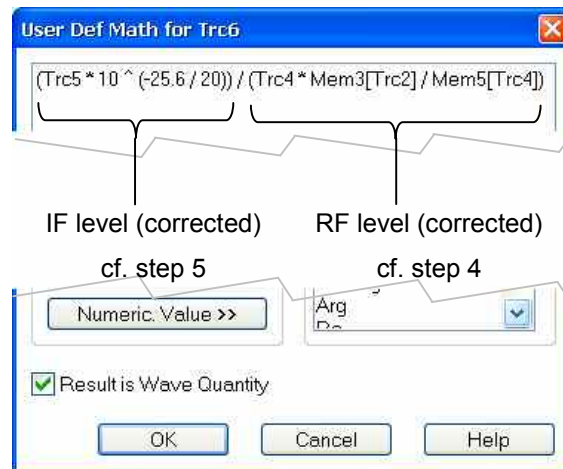 User Def Math for Trc6
(Trc5 * 10 ^ (-25.6 / 20)) / (Trc4 * Mem3[Trc2] / Mem5[Trc4])
IF level (corrected)
cf. step 5
RF level (corrected)
cf. step 4
Numeric. Value >>
Arg
Result is Wave Quantity
OK
Cancel
Help